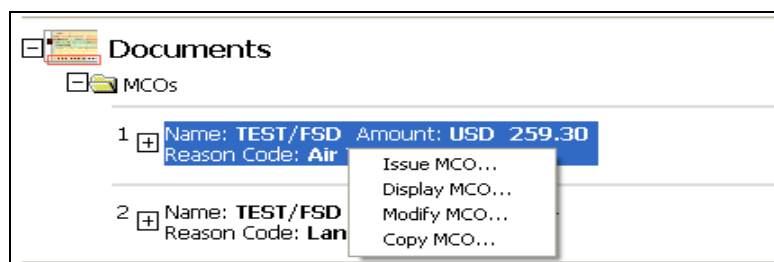 Documents
MCOs
1 Name: TEST/FSD Amount: USD 259.30
Reason Code: Air
Issue MCO...
Display MCO...
Modify MCO...
Copy MCO...
2 Name: TEST/FSD
Reason Code: Lan